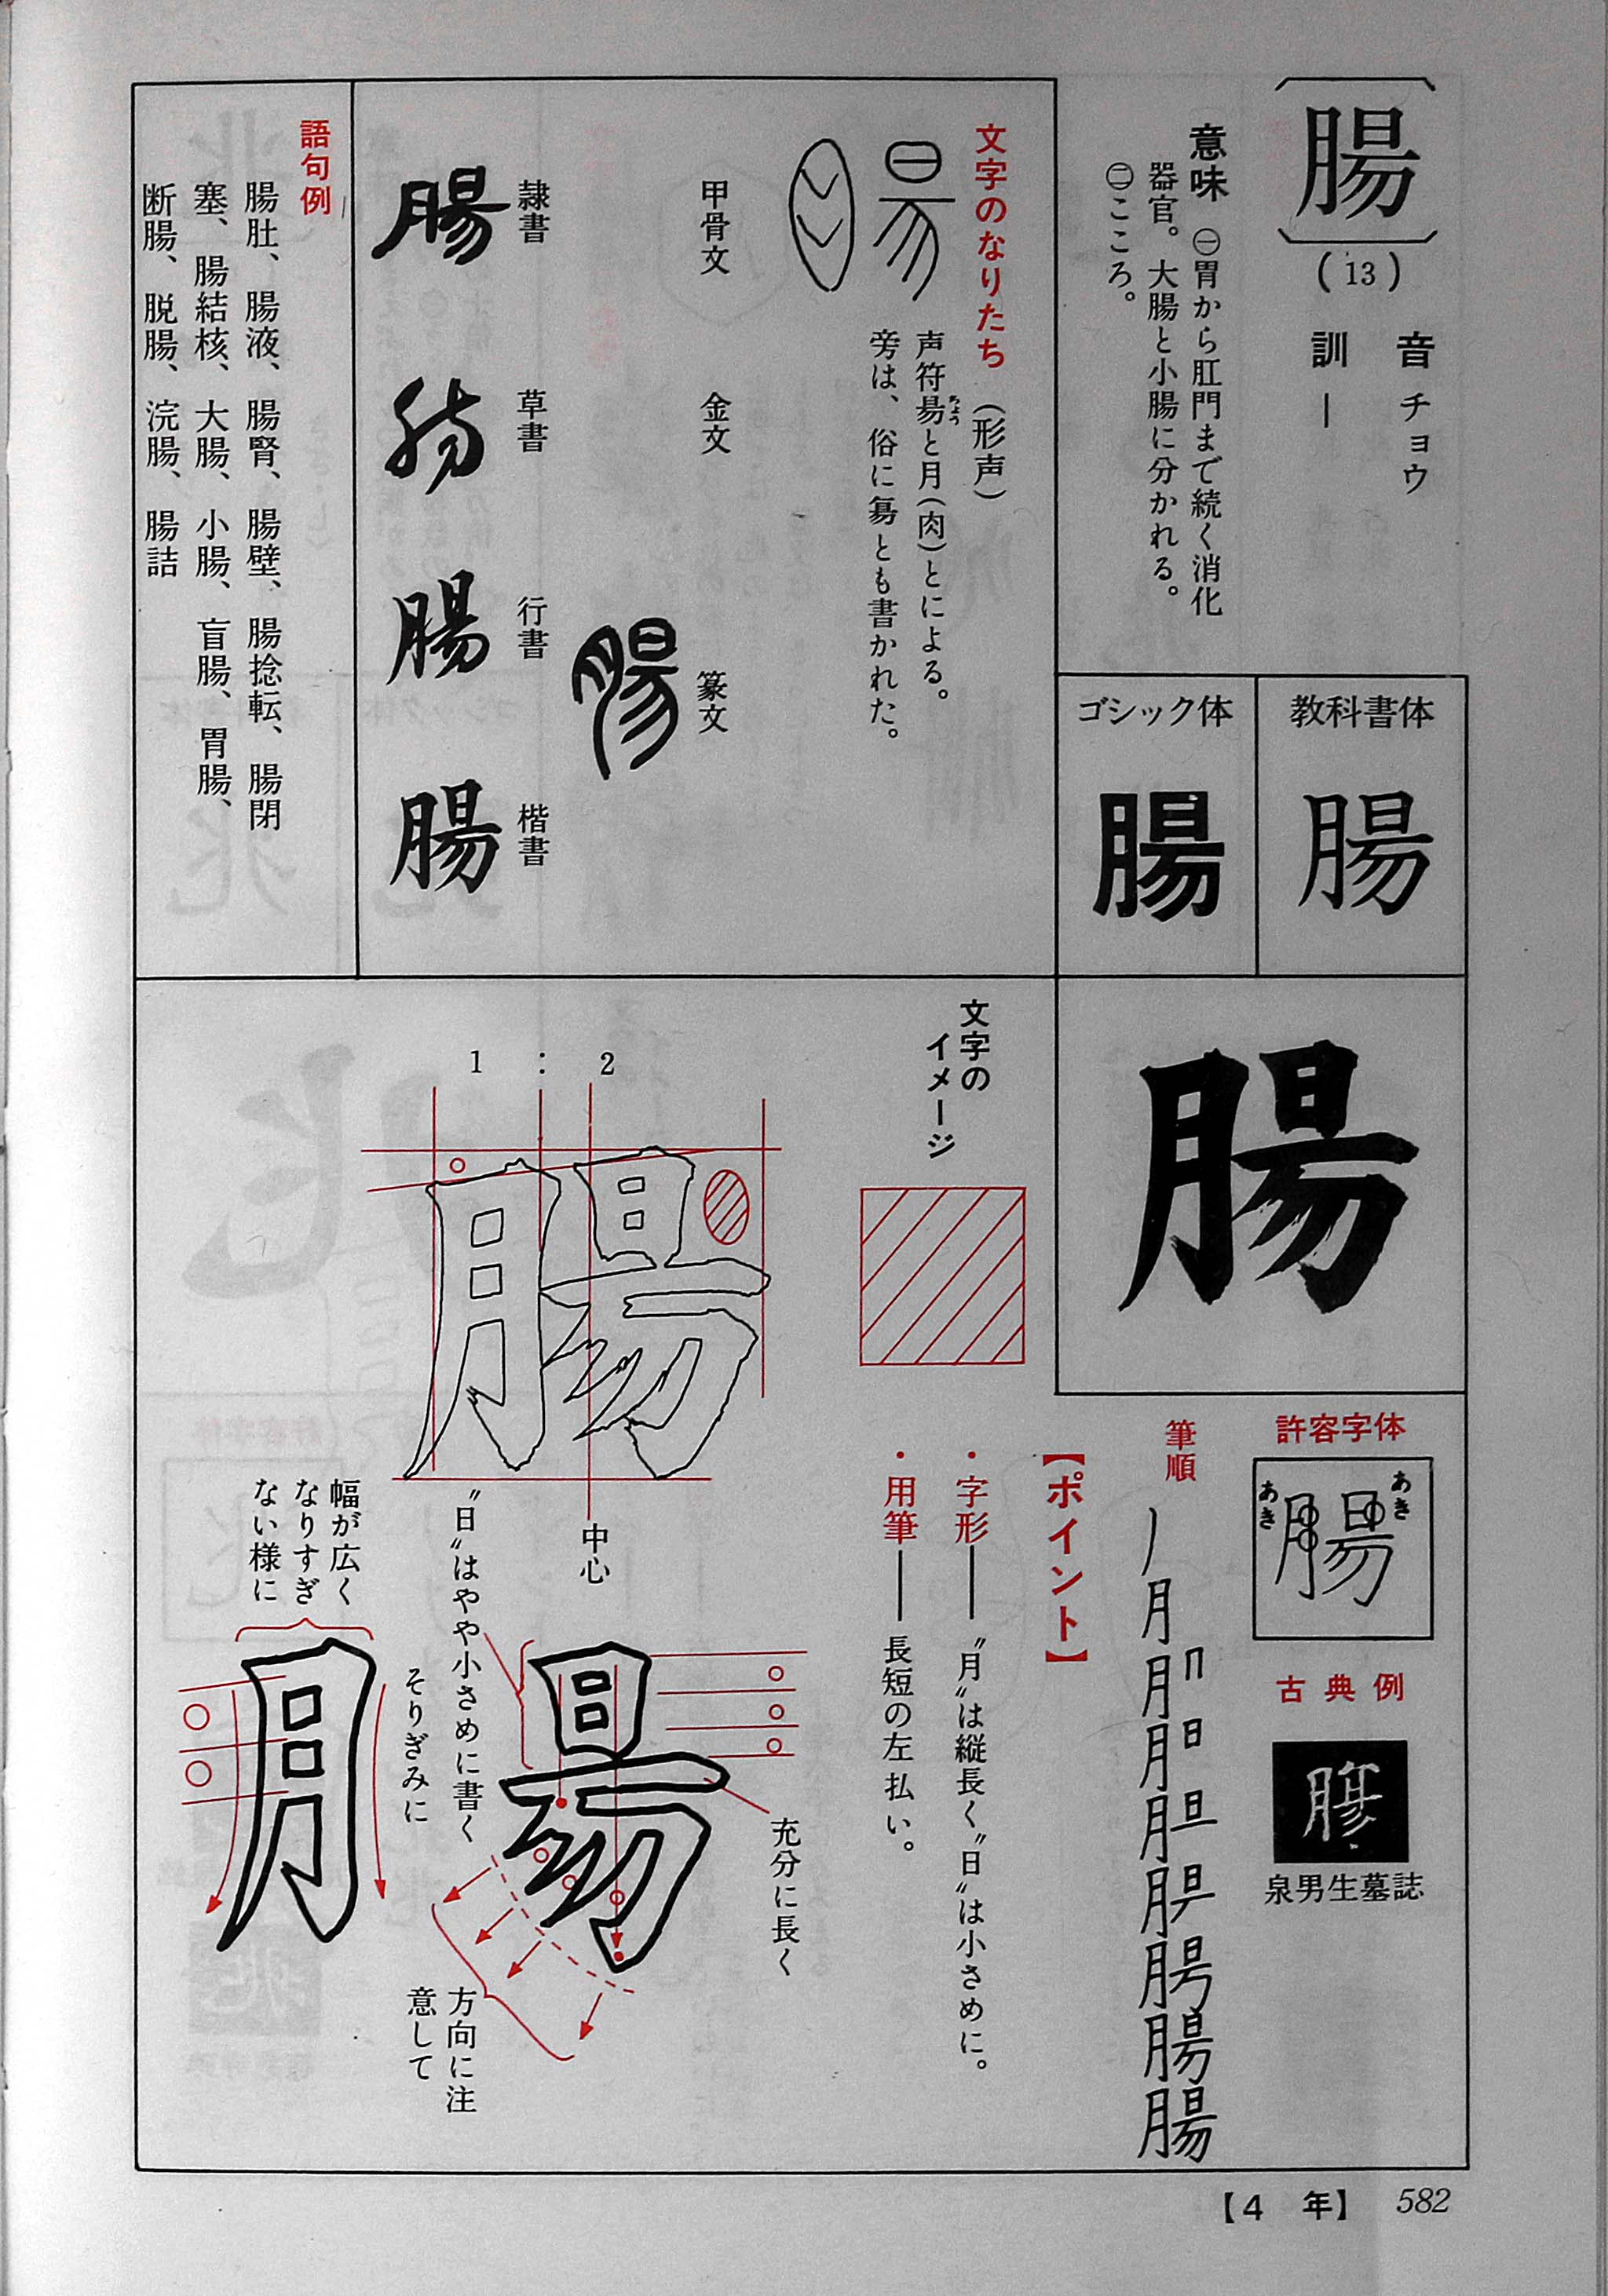 腸
(13)
音 チョウ
訓 ー
意味 ㊀胃から肛門まで続く消化
器官。大腸と小腸に分かれる。
㊁こころ。
教科書体
腸
ゴシック体
腸
文字のなりたち (形声)
声符昜と月(肉)とによる。
ちょう
旁は、俗に昜とも書かれた。
甲骨文
金文
篆文
腸
隷書
腸
草書
腸
行書
腸
楷書
腸
語句例
腸肚、腸液、腸腎、腸壁、腸捻転、腸閉
塞、腸結核、大腸、小腸、盲腸、胃腸、
断腸、脱腸、浣腸、腸詰
腸
許容字体
あき
腸
あき
古典例
泉男生墓誌
筆順
【ポイント】
・字形―〝月〟は縦長く〝日〟は小さめに。
・用筆―長短の左払い。
文字の
イメージ
1 : 2
腸
中心
〝日〟はやや小さめに書く
昜
充分に長く
方向に注
意して
幅が広く
なりすぎ
ない様に
そりぎみに
月
【4 年】 582